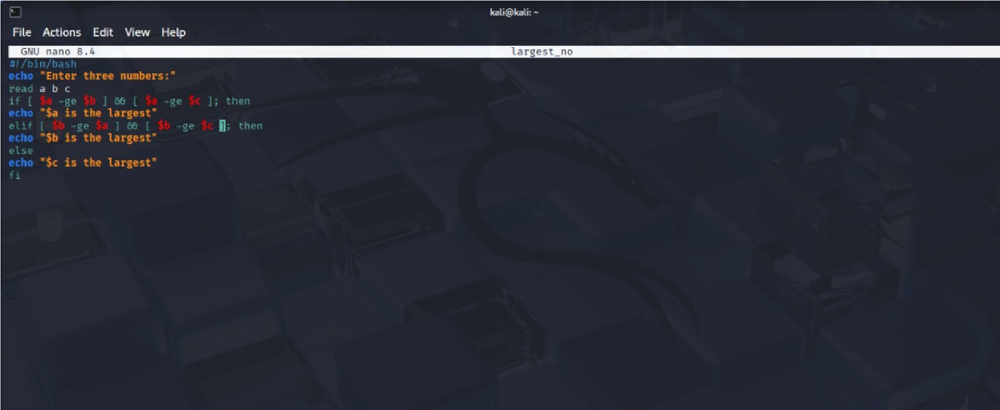 kali@kali: ~
File Actions Edit View Help
GNU nano 8.4 largest_no
#!/bin/bash
echo "Enter three numbers:"
read a b c
if [ $a -ge $b ] && [ $a -ge $c ]; then
echo "$a is the largest"
elif [ $b -ge $a ] && [ $b -ge $c ]; then
echo "$b is the largest"
else
echo "$c is the largest"
fi
Trash